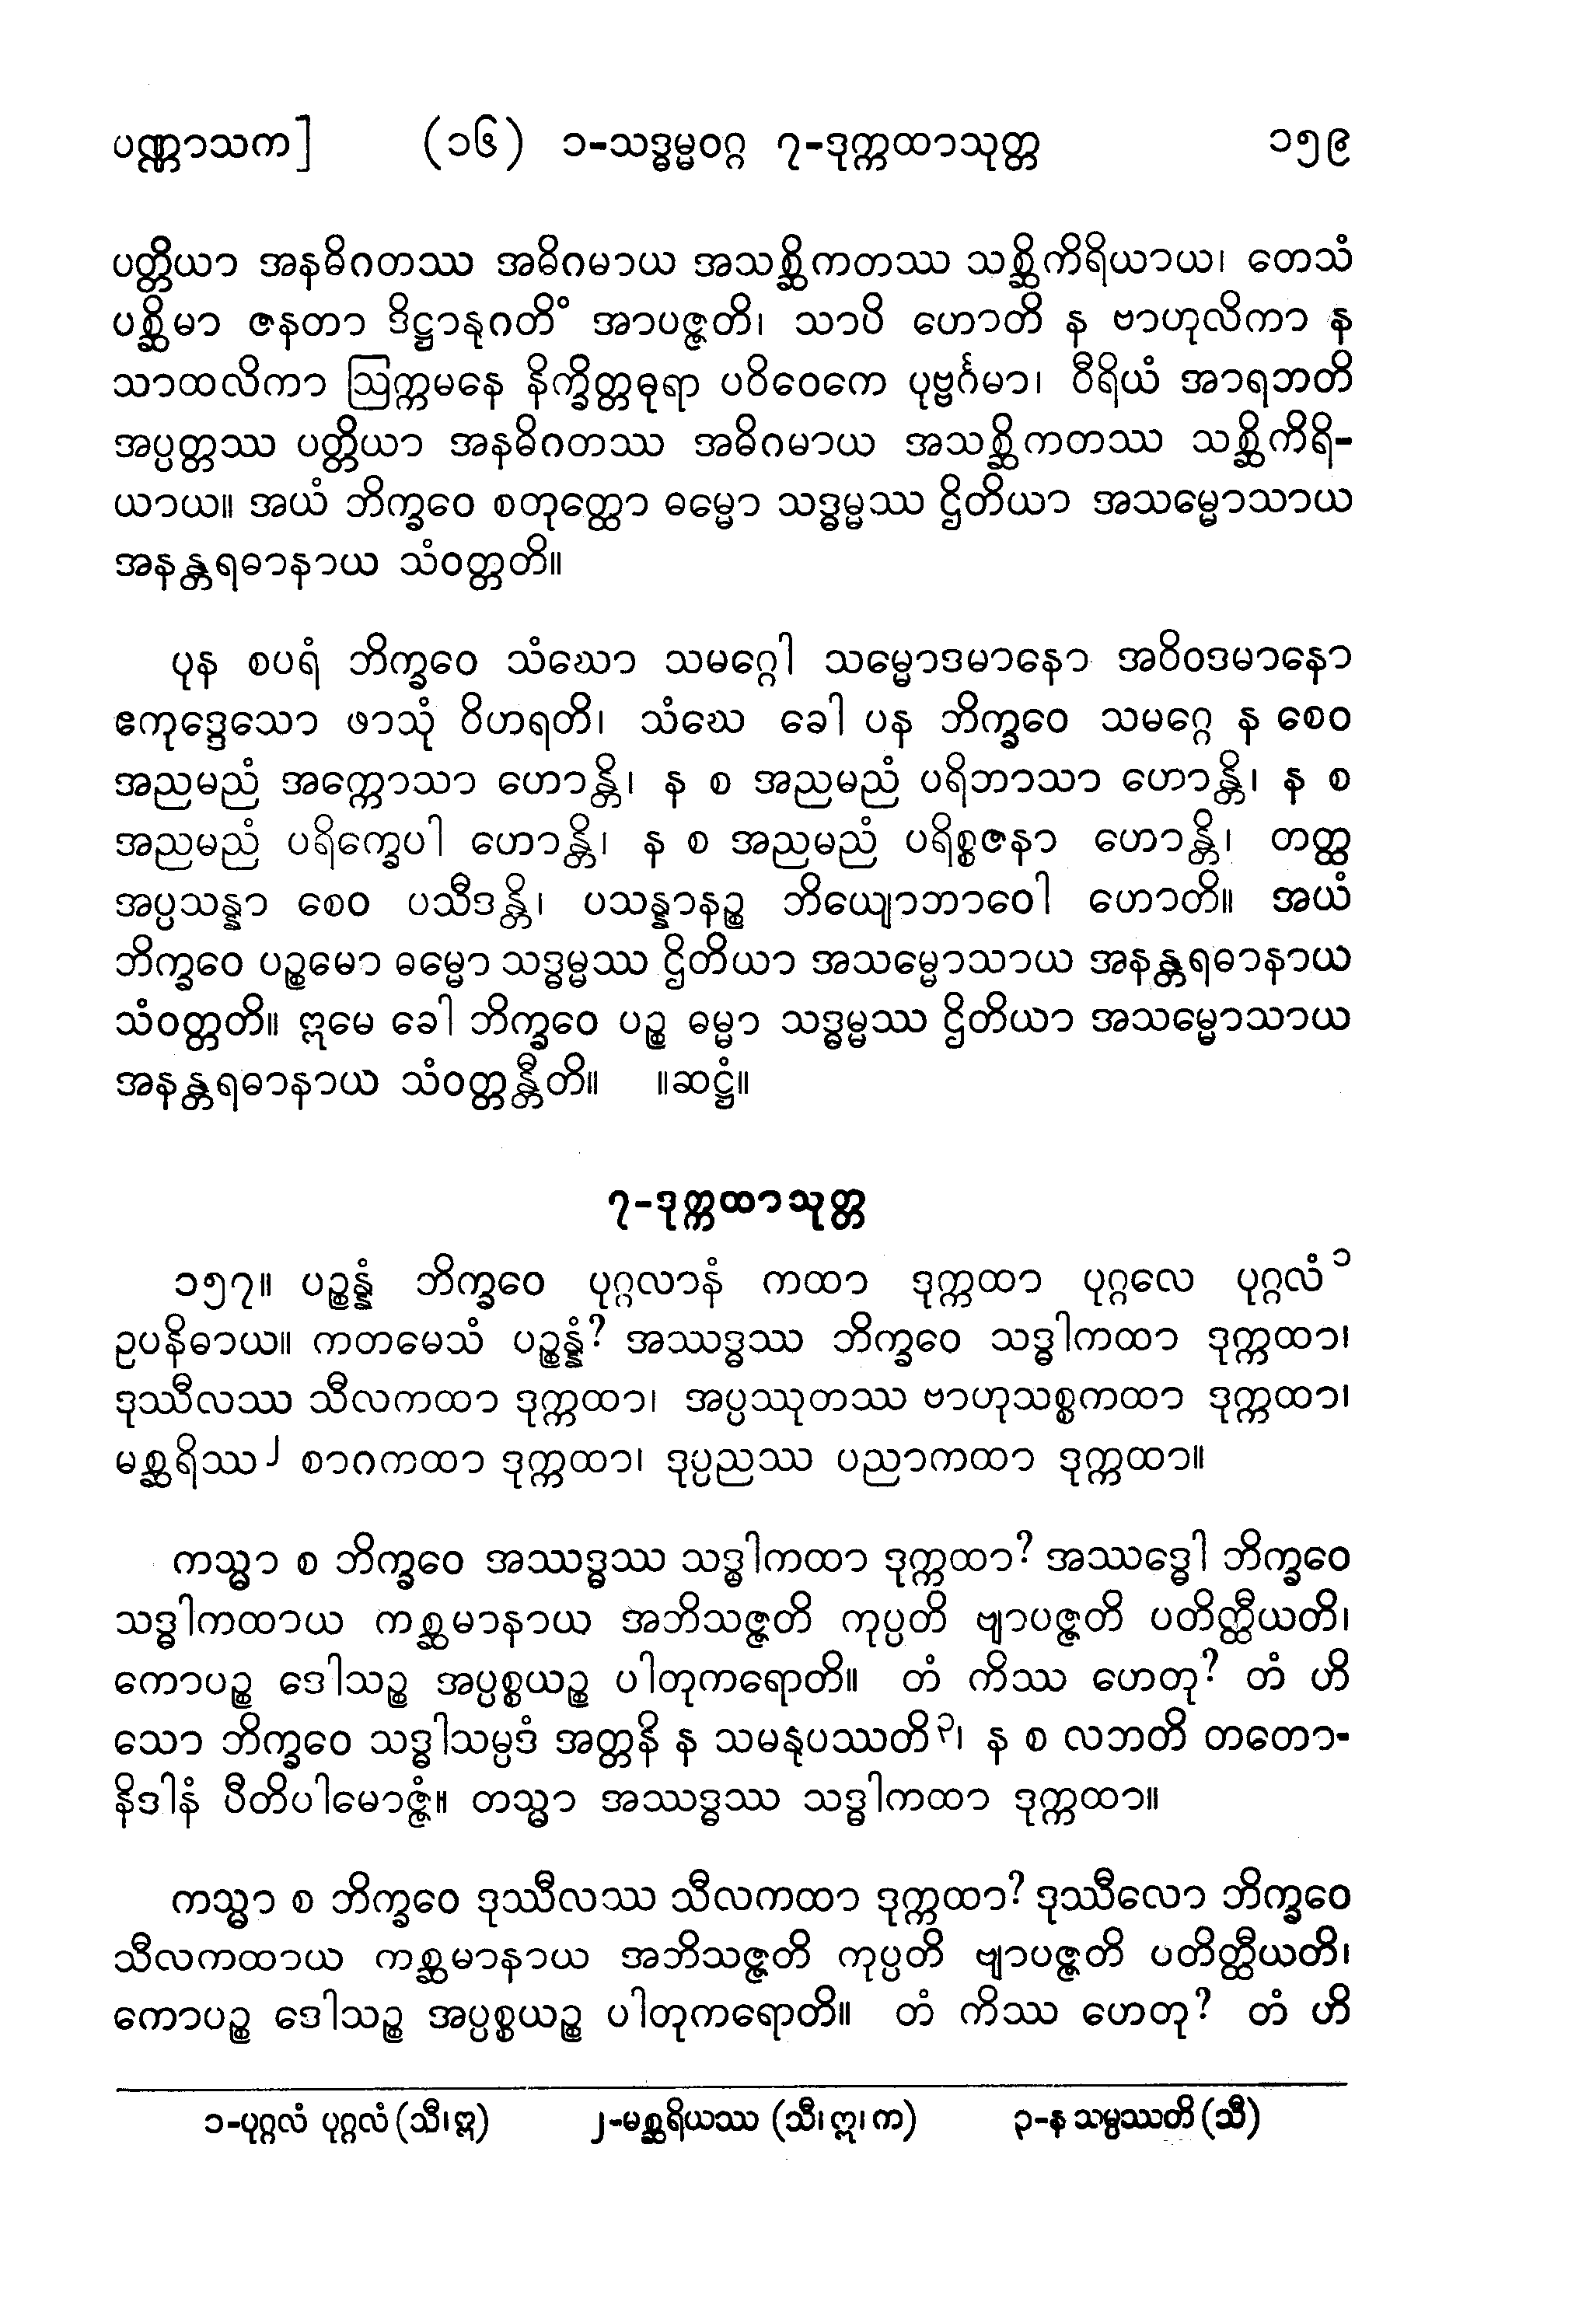 ပဏ္ဏာသက] (၁၆) ၁-သဒ္ဓမ္မဝဂ္ဂ ၇-ဒုက္ကထာသုတ္တ ၁၅၉
ပတ္တိယာ အနဓိဂတဿ အဓိဂမာယ အသစ္ဆိကတဿ သစ္ဆိကိရိယာယ၊ တေသံ
ပစ္ဆိမာ ဇနတာ ဒိဋ္ဌာနုဂတိံ အာပဇ္ဇတိ၊ သာပိ ဟောတိ န ဗာဟုလိကာ န
သာထလိကာ ဩက္ကမနေ နိက္ခိတ္တဓုရာ ပဝိဝေကေ ပုဗ္ဗင်္ဂမာ၊ ဝီရိယံ အာရဘတိ
အပ္ပတ္တဿ ပတ္တိယာ အနဓိဂတဿ အဓိဂမာယ အသစ္ဆိကတဿ သစ္ဆိကိရိ-
ယာယ။ အယံ ဘိက္ခဝေ စတုတ္ထော ဓမ္မော သဒ္ဓမ္မဿ ဌိတိယာ အသမ္မောသာယ
အနန္တရဓာနာယ သံဝတ္တတိ။
ပုန စပရံ ဘိက္ခဝေ သံဃော သမဂ္ဂေါ သမ္မောဒမာနော အဝိဝဒမာနော
ဧကုဒ္ဒေသော ဖာသုံ ဝိဟရတိ၊ သံဃေ ခေါ ပန ဘိက္ခဝေ သမဂ္ဂေ န စေဝ
အညမညံ အက္ကောသာ ဟောန္တိ၊ န စ အညမညံ ပရိဘာသာ ဟောန္တိ၊ န စ
အညမညံ ပရိက္ခေပါ ဟောန္တိ၊ န စ အညမညံ ပရိစ္စဇနာ ဟောန္တိ၊ တတ္ထ
အပ္ပသန္နာ စေဝ ပသီဒန္တိ၊ ပသန္နာနဉ္စ ဘိယျောဘာဝေါ ဟောတိ။ အယံ
ဘိက္ခဝေ ပဉ္စမော ဓမ္မော သဒ္ဓမ္မဿ ဌိတိယာ အသမ္မောသာယ အနန္တရဓာနာယ
သံဝတ္တတိ။ ဣမေ ခေါ ဘိက္ခဝေ ပဉ္စ ဓမ္မာ သဒ္ဓမ္မဿ ဌိတိယာ အသမ္မောသာယ
အနန္တရဓာနာယ သံဝတ္တန္တီတိ။ ။ဆဋ္ဌံ။
၇-ဒုက္ကထာသုတ္တ
၁၅၇။ ပဉ္စန္နံ ဘိက္ခဝေ ပုဂ္ဂလာနံ ကထာ ဒုက္ကထာ ပုဂ္ဂလေ ပုဂ္ဂလံ ၁
ဥပနိဓာယ။ ကတမေသံ ပဉ္စန္နံ? အဿဒ္ဓဿ ဘိက္ခဝေ သဒ္ဓါကထာ ဒုက္ကထာ၊
ဒုဿီလဿ သီလကထာ ဒုက္ကထာ၊ အပ္ပဿုတဿ ဗာဟုသစ္စကထာ ဒုက္ကထာ၊
မစ္ဆရိဿ ၂ စာဂကထာ ဒုက္ကထာ၊ ဒုပ္ပညဿ ပညာကထာ ဒုက္ကထာ။
ကသ္မာ စ ဘိက္ခဝေ အဿဒ္ဓဿ သဒ္ဓါကထာ ဒုက္ကထာ? အဿဒ္ဓေါ ဘိက္ခဝေ
သဒ္ဓါကထာယ ကစ္ဆမာနာယ အဘိသဇ္ဇတိ ကုပ္ပတိ ဗျာပဇ္ဇတိ ပတိတ္ထီယတိ၊
ကောပဉ္စ ဒေါသဉ္စ အပ္ပစ္စယဉ္စ ပါတုကရောတိ။ တံ ကိဿ ဟေတု? တံ ဟိ
သော ဘိက္ခဝေ သဒ္ဓါသမ္ပဒံ အတ္တနိ န သမနုပဿတိ ၃၊ န စ လဘတိ တတော-
နိဒါနံ ပီတိပါမောဇ္ဇံ။ တသ္မာ အဿဒ္ဓဿ သဒ္ဓါကထာ ဒုက္ကထာ။
ကသ္မာ စ ဘိက္ခဝေ ဒုဿီလဿ သီလကထာ ဒုက္ကထာ? ဒုဿီလော ဘိက္ခဝေ
သီလကထာယ ကစ္ဆမာနာယ အဘိသဇ္ဇတိ ကုပ္ပတိ ဗျာပဇ္ဇတိ ပတိတ္ထီယတိ၊
ကောပဉ္စ ဒေါသဉ္စ အပ္ပစ္စယဉ္စ ပါတုကရောတိ။ တံ ကိဿ ဟေတု? တံ ဟိ
၁-ပုဂ္ဂလံ ပုဂ္ဂလံ (သီ၊ ဣ) ၂-မစ္ဆရိယဿ (သီ၊ ဣ၊ က) ၃-န သမ္ပဿတိ (သီ)